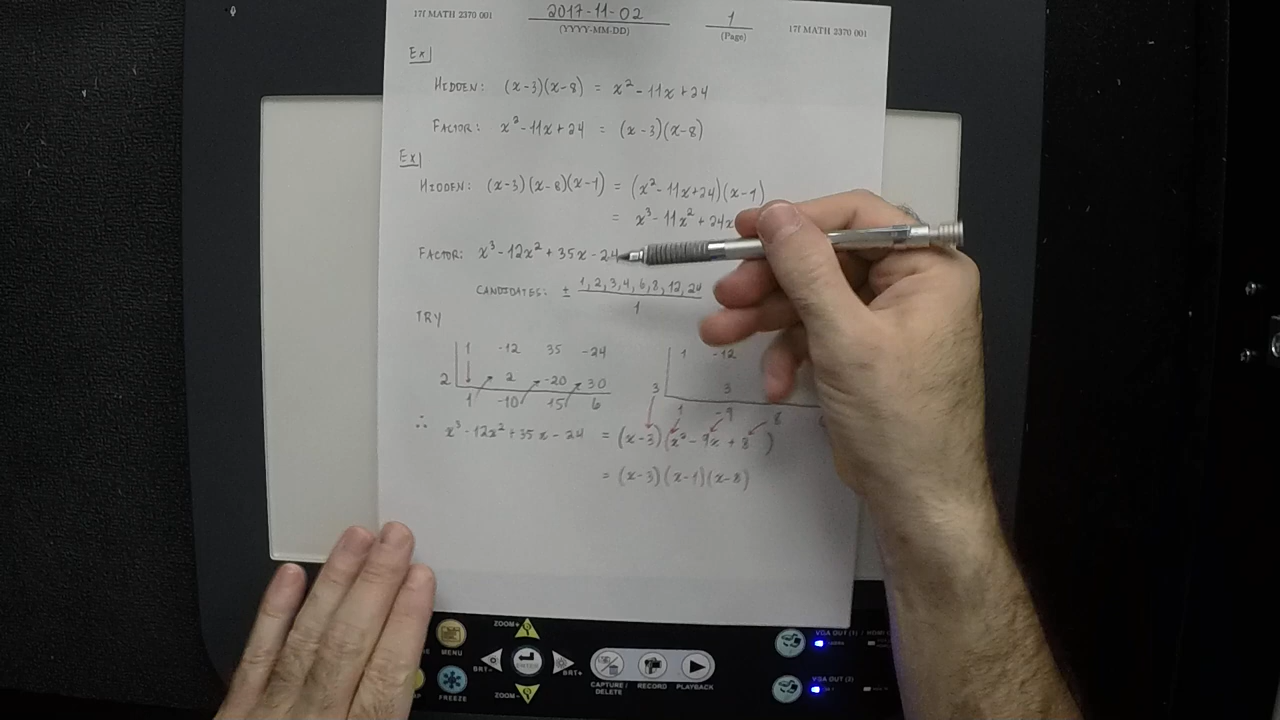 17f MATH 2370 001 2017-11-02 1 17f MATH 2370 001
(YYYY-MM-DD) (Page)
Ex
HIDDEN: (x-3)(x-8) = x² - 11x + 24
FACTOR: x² - 11x + 24 = (x-3)(x-8)
Ex
HIDDEN: (x-3)(x-8)(x-1) = (x² - 11x + 24)(x-1)
= x³ - 11x² + 24x
FACTOR: x³ - 12x² + 35x - 24
CANDIDATES: ± 1, 2, 3, 4, 6, 8, 12, 24
1
TRY
1 -12 35 -24 1 -12
2 2 -20 30 3 3
1 -10 15 6 1 -9 8
∴ x³ - 12x² + 35x - 24 = (x-3)(x² - 9x + 8)
= (x-3)(x-1)(x-8)
MENU ZOOM+ ENTER BRT- BRT+ ZOOM-
FREEZE CAPTURE / DELETE RECORD PLAYBACK
VGA OUT (1)
VGA OUT (2)